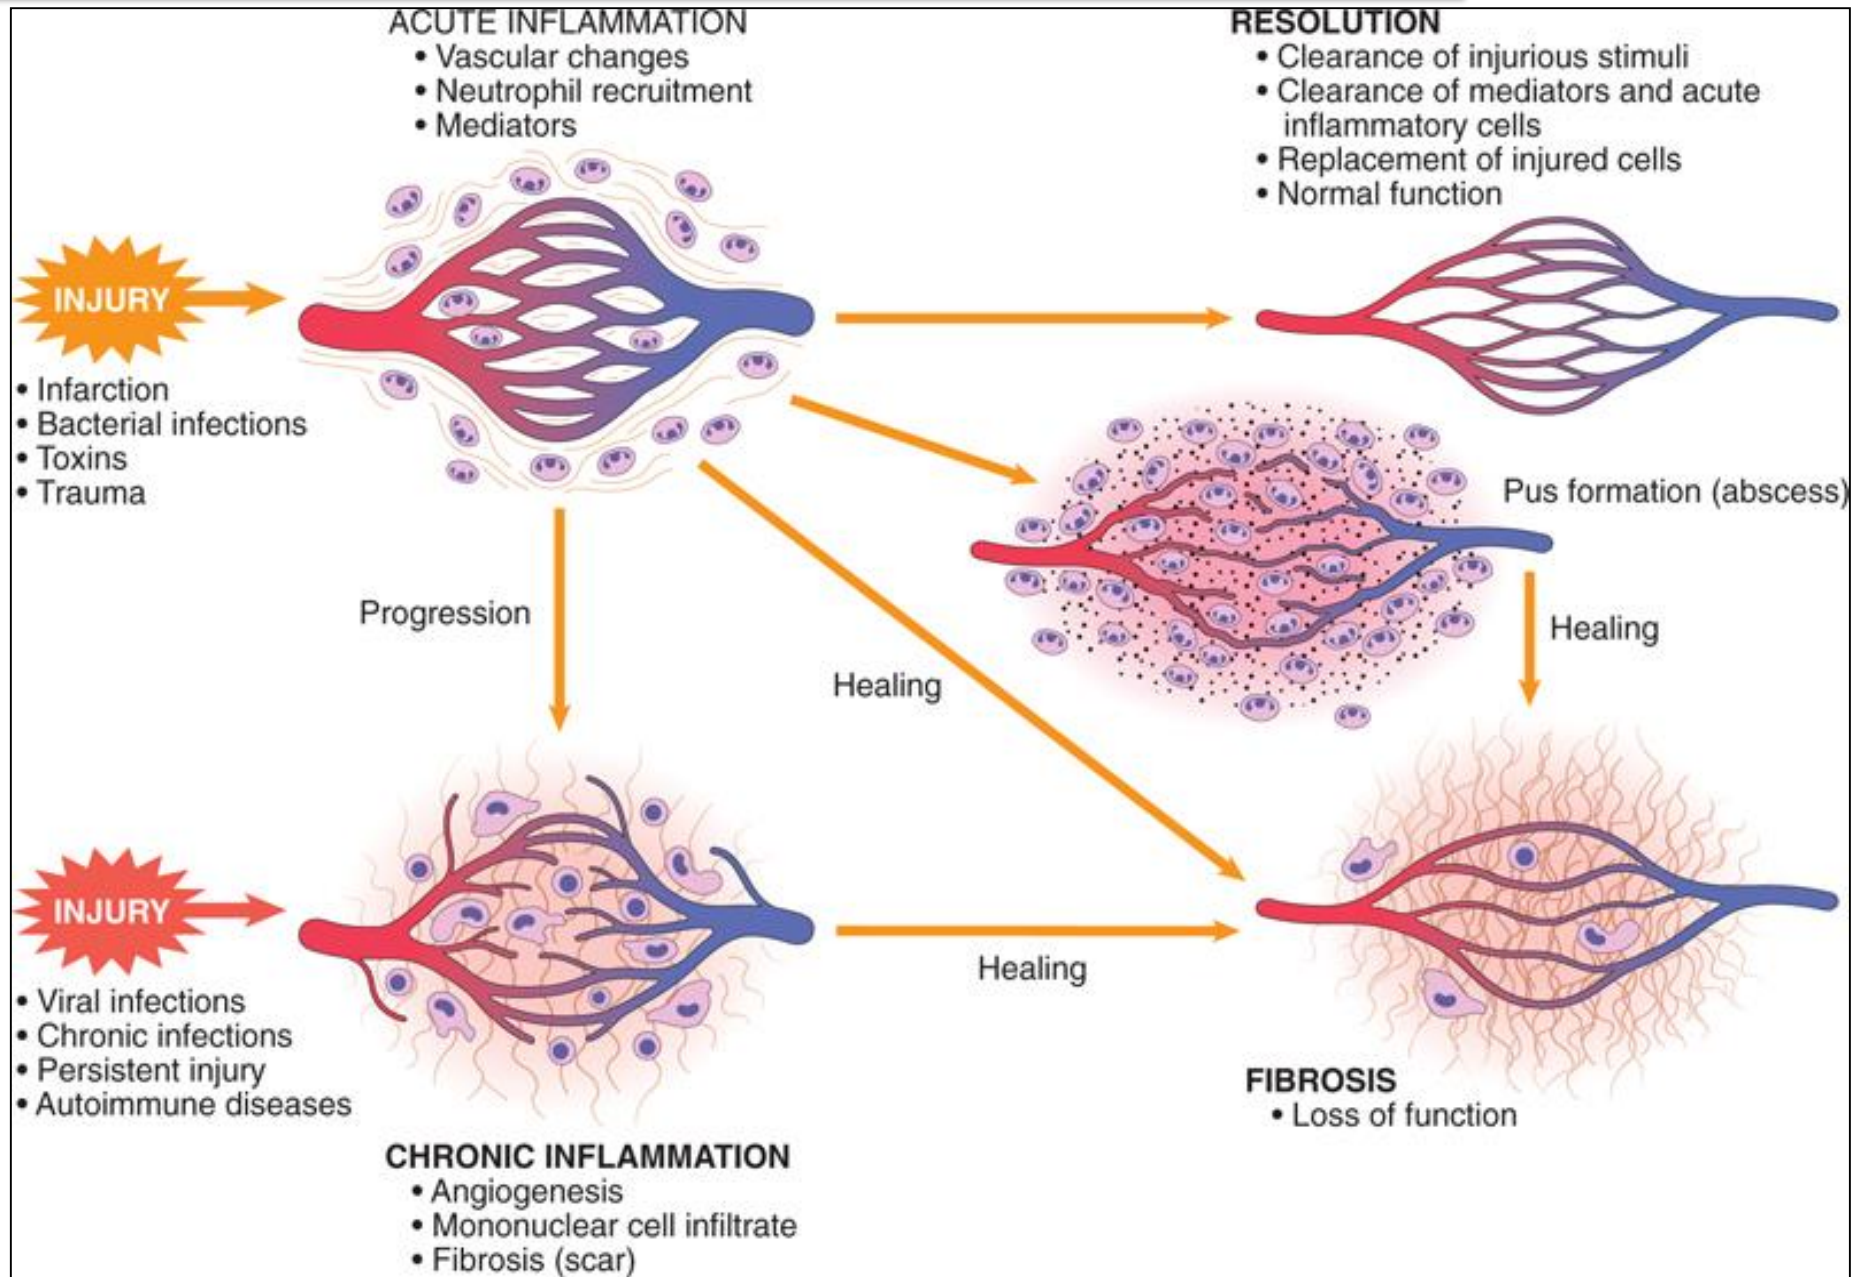 ACUTE INFLAMMATION
• Vascular changes
• Neutrophil recruitment
• Mediators
RESOLUTION
• Clearance of injurious stimuli
• Clearance of mediators and acute
inflammatory cells
• Replacement of injured cells
• Normal function
INJURY
• Infarction
• Bacterial infections
• Toxins
• Trauma
Pus formation (abscess)
Progression
Healing
Healing
INJURY
• Viral infections
• Chronic infections
• Persistent injury
• Autoimmune diseases
Healing
CHRONIC INFLAMMATION
• Angiogenesis
• Mononuclear cell infiltrate
• Fibrosis (scar)
FIBROSIS
• Loss of function